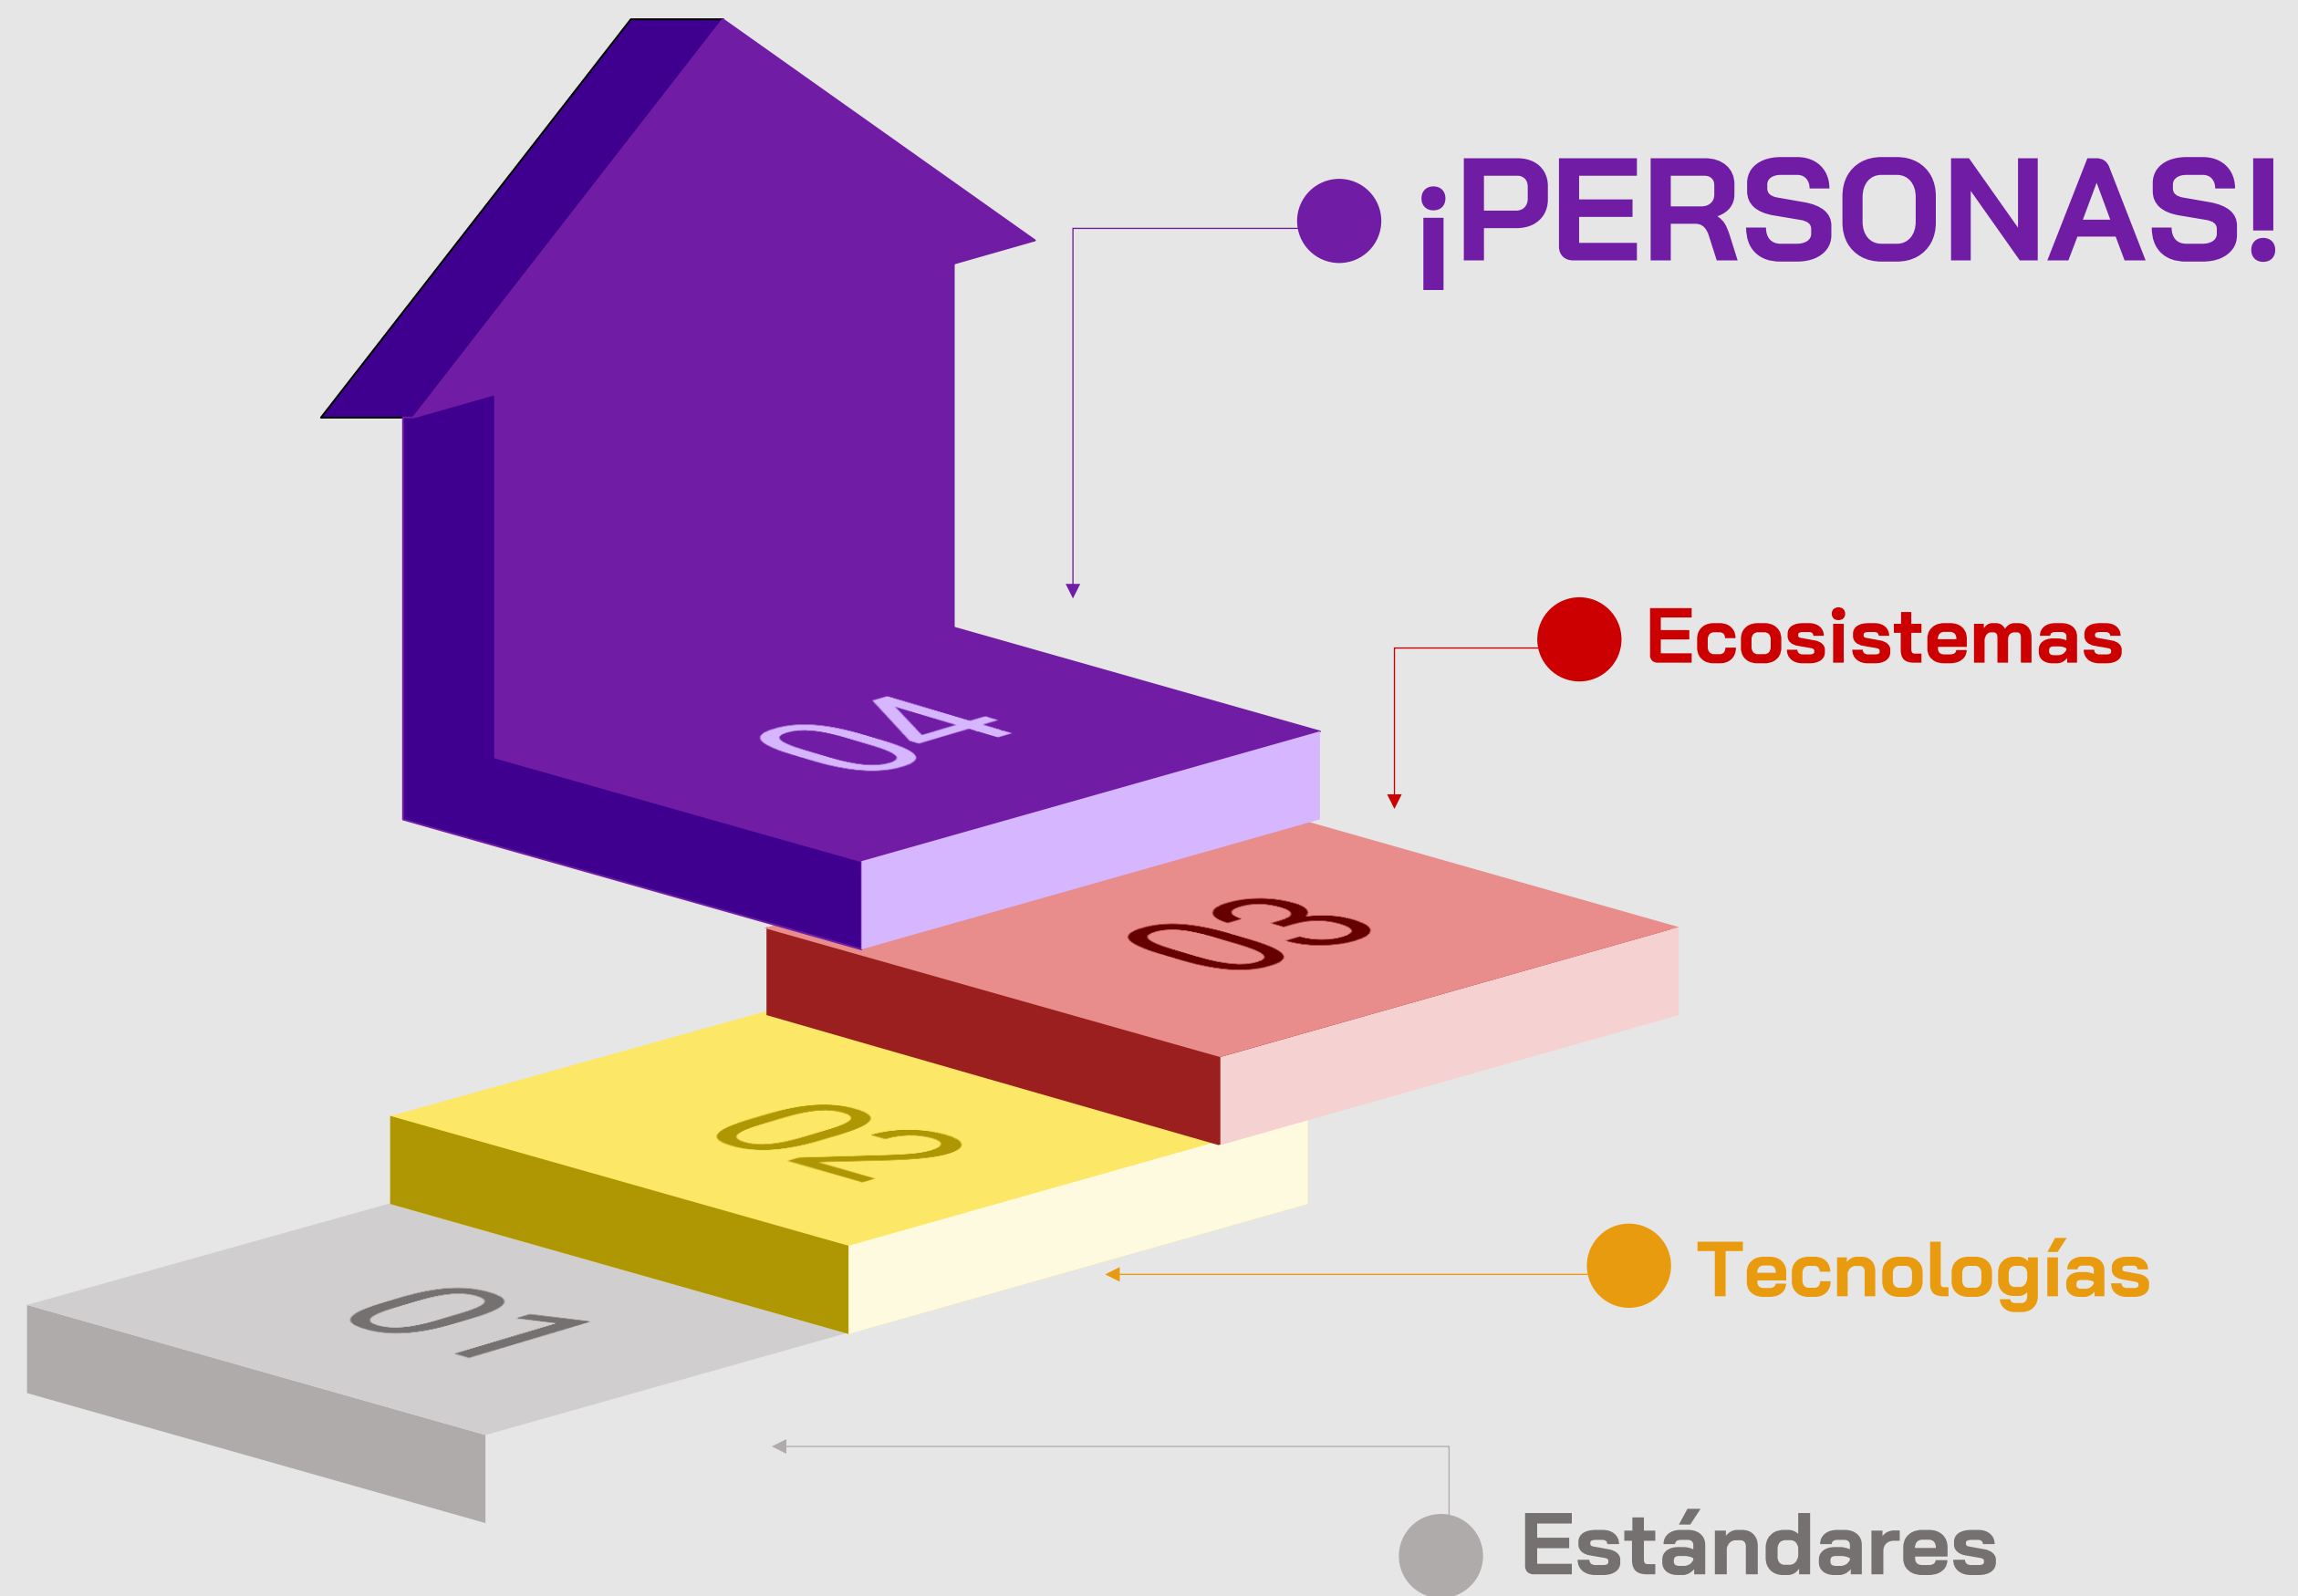 ¡PERSONAS!
Ecosistemas
04
03
02
Tecnologías
01
Estándares